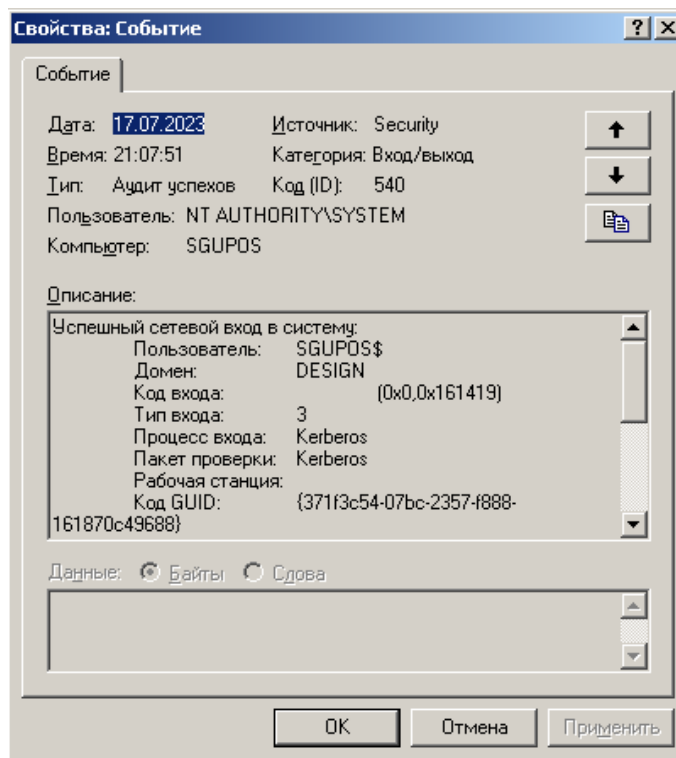 Свойства: Событие
Событие
Дата: 17.07.2023 Источник: Security
Время: 21:07:51 Категория: Вход/выход
Тип: Аудит успехов Код (ID): 540
Пользователь: NT AUTHORITY\SYSTEM
Компьютер: SGUPOS
Описание:
Успешный сетевой вход в систему:
Пользователь: SGUPOS$
Домен: DESIGN
Код входа: (0x0,0x161419)
Тип входа: 3
Процесс входа: Kerberos
Пакет проверки: Kerberos
Рабочая станция:
Код GUID: {371f3c54-07bc-2357-f888-
161870c49688}
Данные: Байты Слова
OK Отмена Применить